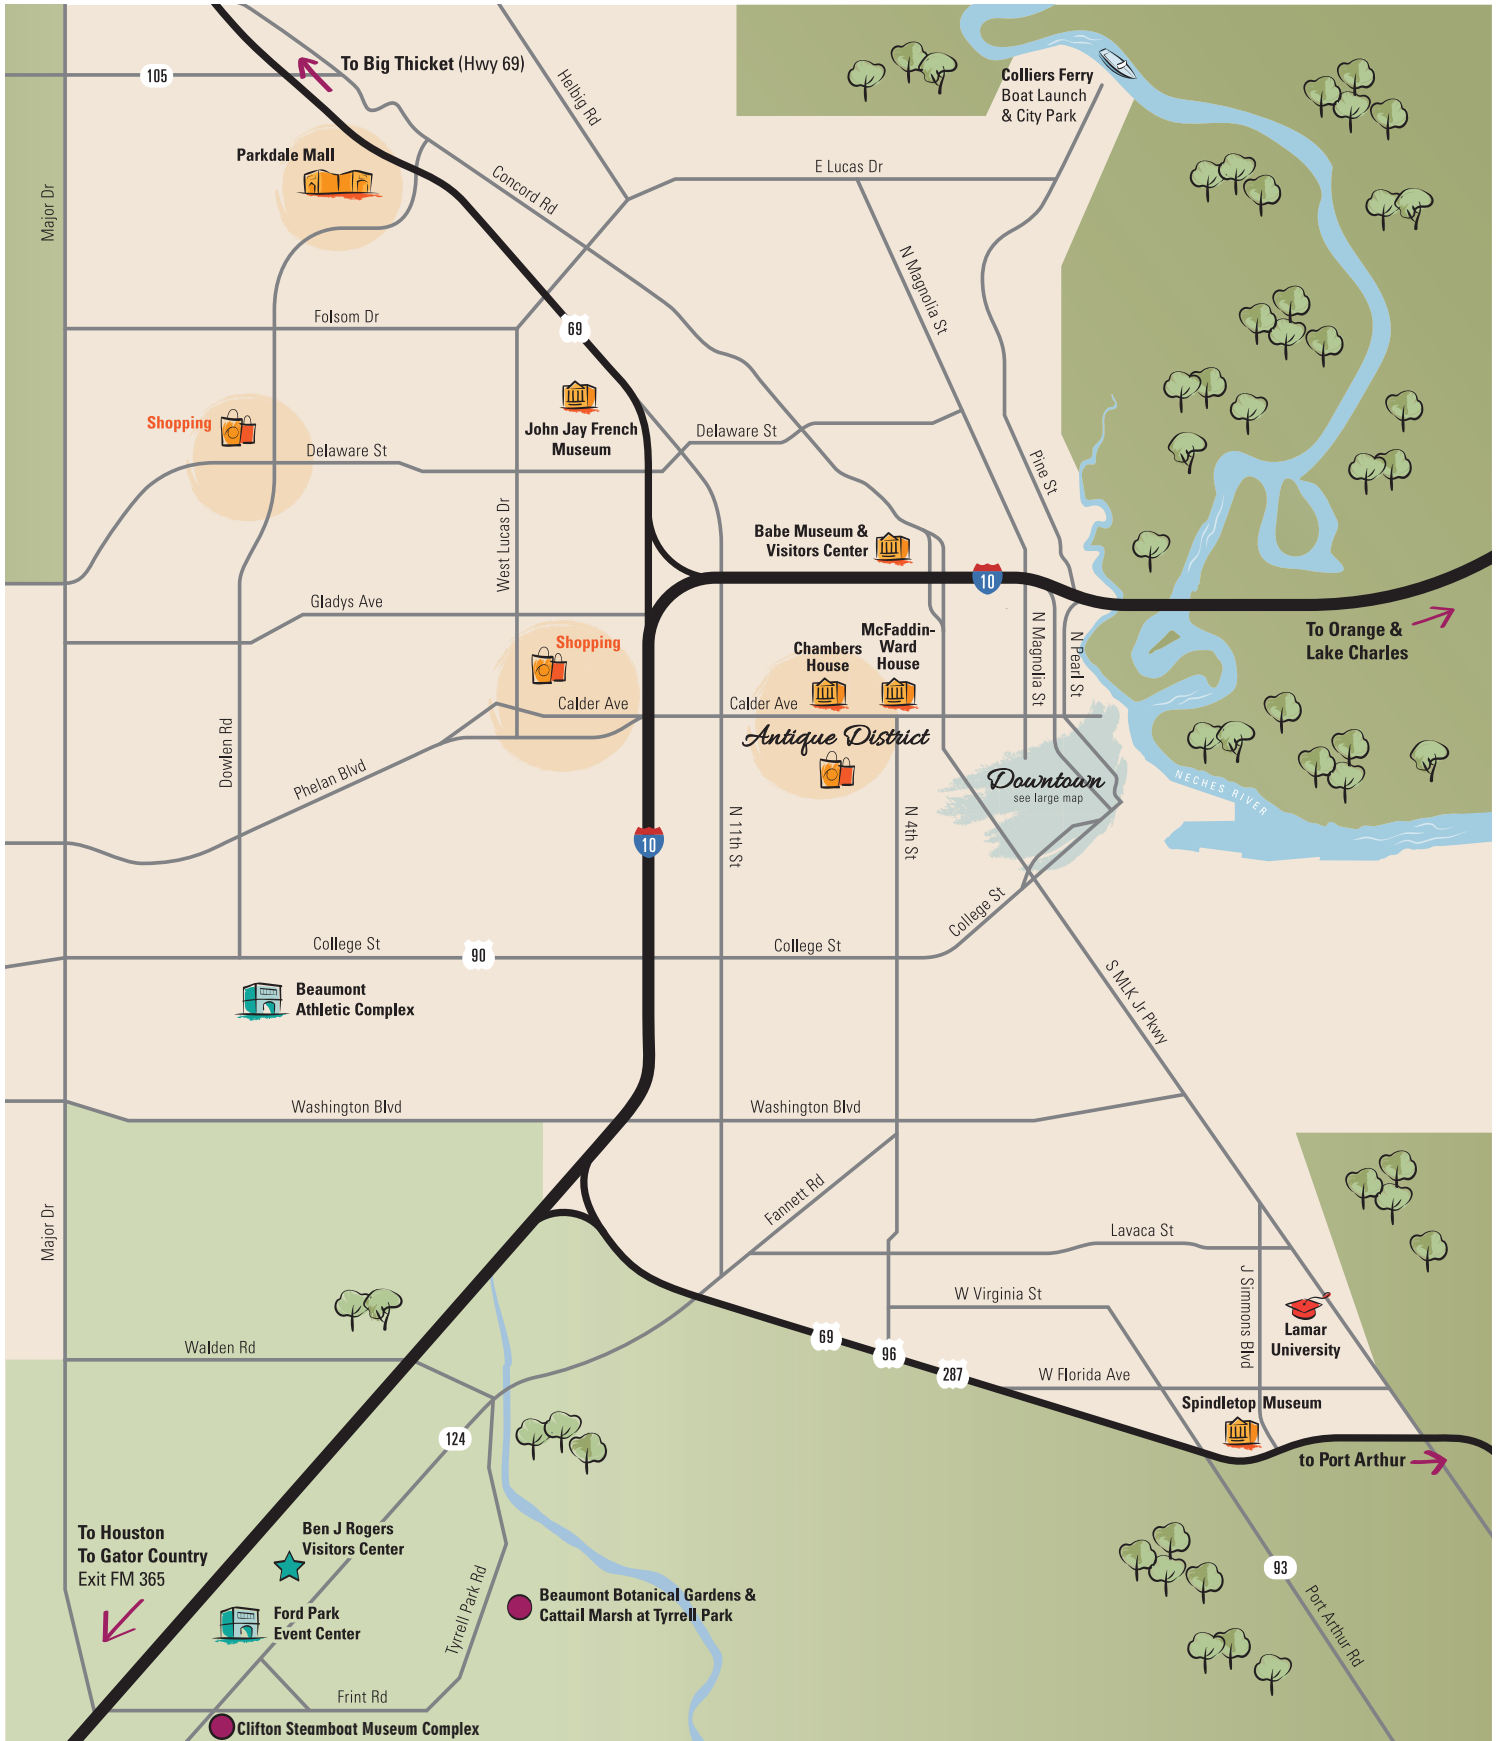 To Big Thicket (Hwy 69)
105
Helbig Rd
Colliers Ferry
Boat Launch
& City Park
Parkdale Mall
E Lucas Dr
Concord Rd
Major Dr
N Magnolia St
Folsom Dr
69
Shopping
John Jay French
Museum
Delaware St
Delaware St
Pine St
West Lucas Dr
Babe Museum &
Visitors Center
10
Gladys Ave
To Orange &
Lake Charles
Shopping
Chambers
House
McFaddin-
Ward
House
N Magnolia St
N Pearl St
Calder Ave
Calder Ave
Antique District
Dowlen Rd
Phelan Blvd
Downtown
see large map
NECHES RIVER
10
N 11th St
N 4th St
College St
College St
90
College St
Beaumont
Athletic Complex
S MLK Jr Pkwy
Washington Blvd
Washington Blvd
Major Dr
Fannett Rd
Lavaca St
J Simmons Blvd
W Virginia St
Lamar
University
Walden Rd
69
96
287
W Florida Ave
Spindletop Museum
124
to Port Arthur
To Houston
To Gator Country
Exit FM 365
Ben J Rogers
Visitors Center
93
Ford Park
Event Center
Tyrrell Park Rd
Beaumont Botanical Gardens &
Cattail Marsh at Tyrrell Park
Port Arthur Rd
Frint Rd
Clifton Steamboat Museum Complex